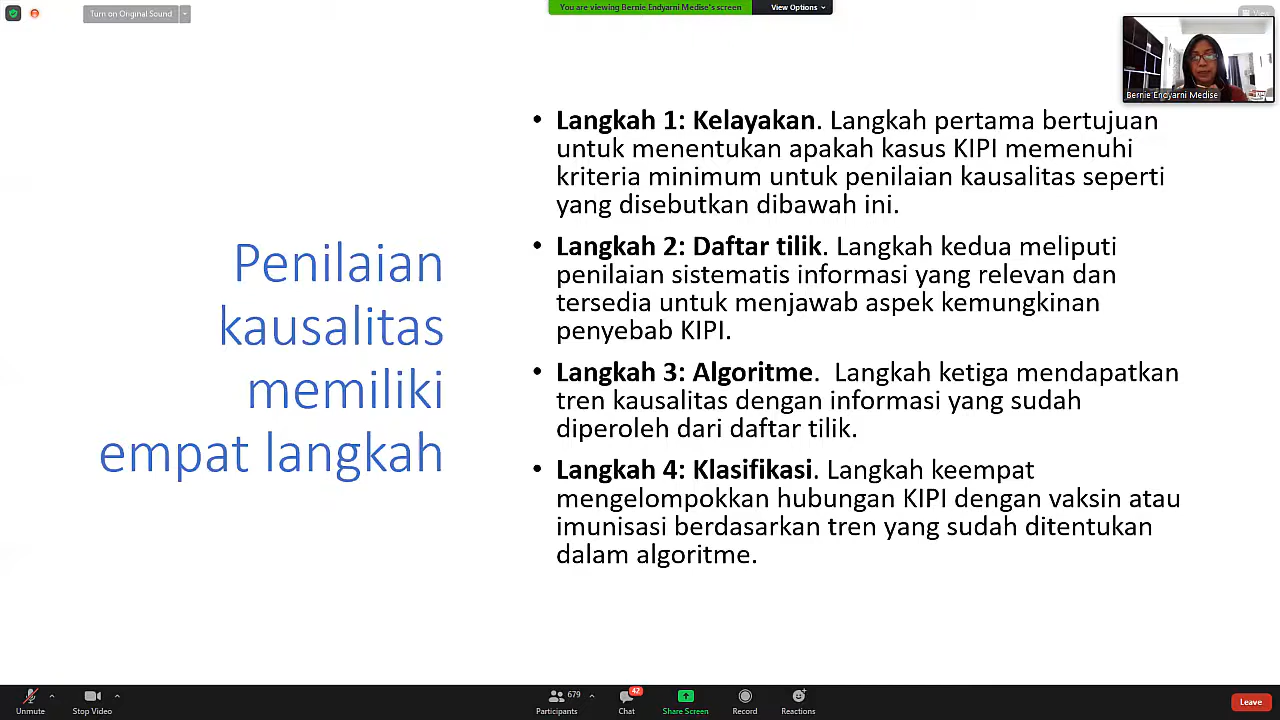 Turn on Original Sound
You are viewing Bernie Endyarni Medise's screen
View Options
View
Bernie Endyarni Medise
Penilaian
kausalitas
memiliki
empat langkah
• Langkah 1: Kelayakan. Langkah pertama bertujuan
untuk menentukan apakah kasus KIPI memenuhi
kriteria minimum untuk penilaian kausalitas seperti
yang disebutkan dibawah ini.
• Langkah 2: Daftar tilik. Langkah kedua meliputi
penilaian sistematis informasi yang relevan dan
tersedia untuk menjawab aspek kemungkinan
penyebab KIPI.
• Langkah 3: Algoritme.  Langkah ketiga mendapatkan
tren kausalitas dengan informasi yang sudah
diperoleh dari daftar tilik.
• Langkah 4: Klasifikasi. Langkah keempat
mengelompokkan hubungan KIPI dengan vaksin atau
imunisasi berdasarkan tren yang sudah ditentukan
dalam algoritme.
679
42
Unmute
Stop Video
Participants
Chat
Share Screen
Record
Reactions
Leave